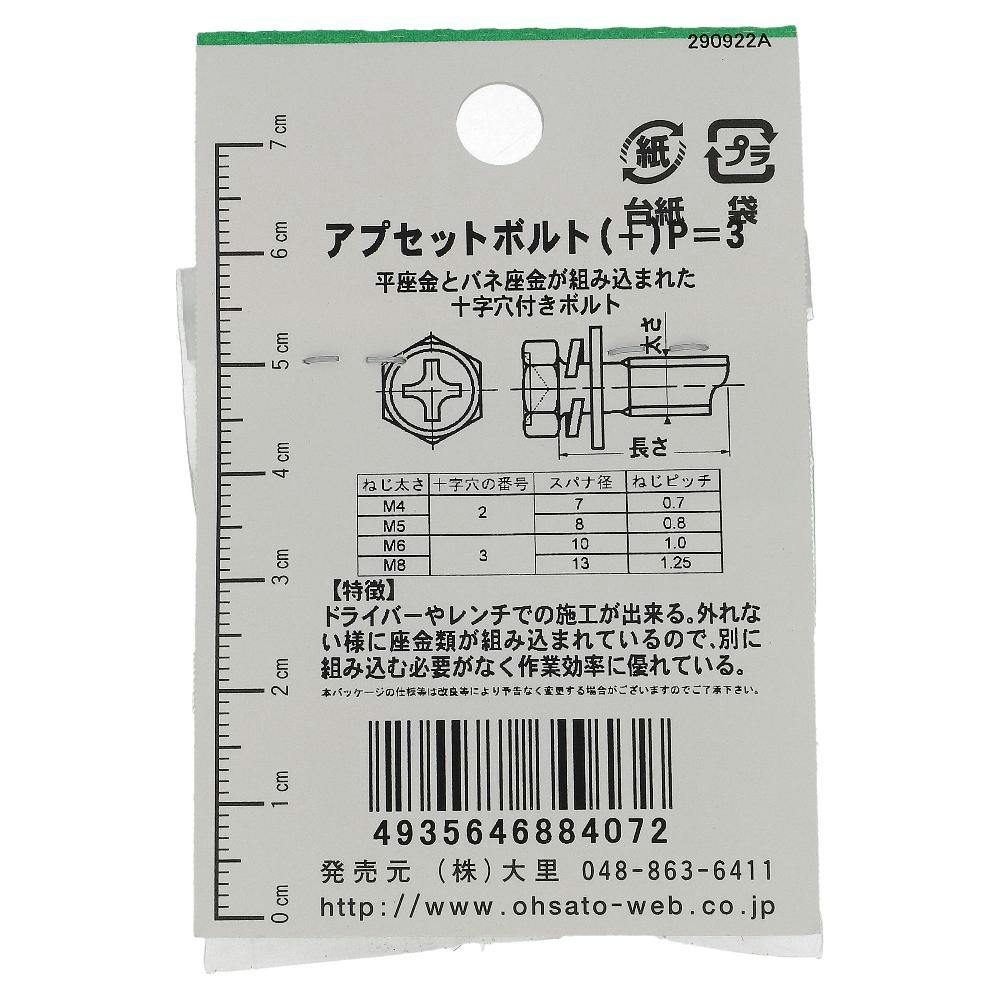 290922A
紙 プラ
台紙 袋
アプセットボルト(+)P=3
平座金とバネ座金が組み込まれた
十字穴付きボルト
太さ
長さ
ねじ太さ 十字穴の番号 スパナ径 ねじピッチ
M4 2 7 0.7
M5 8 0.8
M6 3 10 1.0
M8 13 1.25
【特徴】
ドライバーやレンチでの施工が出来る。外れな
い様に座金類が組み込まれているので、別に
組み込む必要がなく作業効率に優れている。
本パッケージの仕様等は改良等により予告なく変更する場合がございますのでご了承下さい。
4935646884072
発売元 (株)大里 048-863-6411
http://www.ohsato-web.co.jp
7cm
6cm
5cm
4cm
3cm
2cm
1cm
0cm